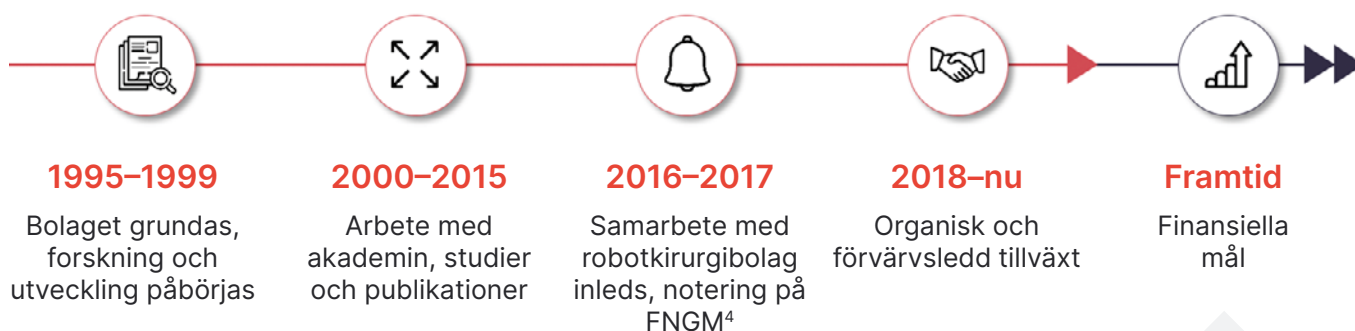 1995–1999
Bolaget grundas,
forskning och
utveckling påbörjas
2000–2015
Arbete med
akademin, studier
och publikationer
2016–2017
Samarbete med
robotkirurgibolag
inleds, notering på
FNGM⁴
2018–nu
Organisk och
förvärvsledd tillväxt
Framtid
Finansiella
mål